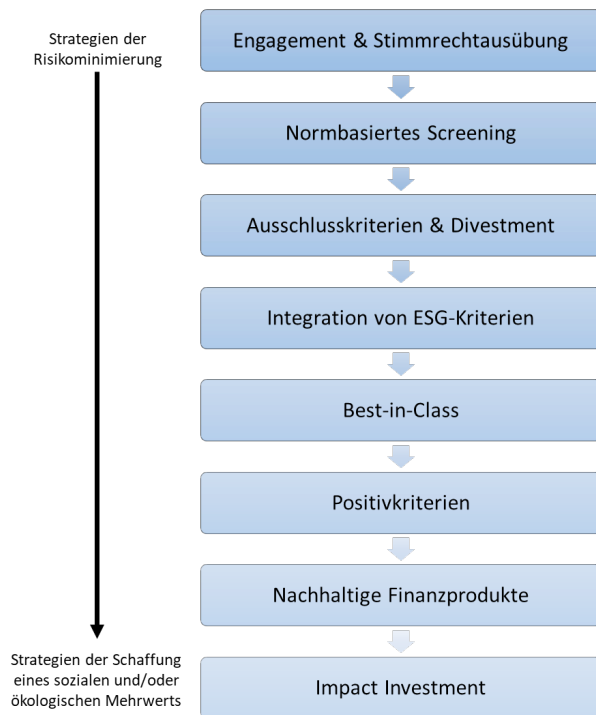 Strategien der
Risikominimierung
Engagement & Stimmrechtausübung
Normbasiertes Screening
Ausschlusskriterien & Divestment
Integration von ESG-Kriterien
Best-in-Class
Positivkriterien
Nachhaltige Finanzprodukte
Strategien der Schaffung
eines sozialen und/oder
ökologischen Mehrwerts
Impact Investment